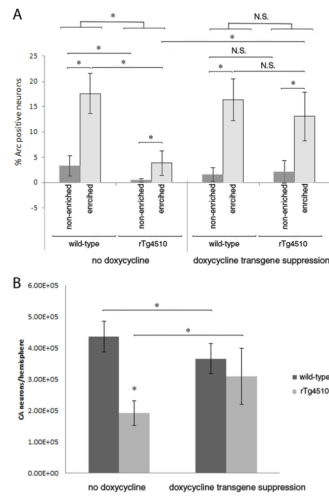 A
*
N.S.
*
*
N.S.
*
*
*
N.S.
*
*
25
20
15
10
5
0
-5
% Arc positive neurons
non-enriched
enriched
non-enriched
enriched
non-enriched
enriched
non-enriched
enriched
wild-type
rTg4510
wild-type
rTg4510
no doxycycline
doxycycline transgene suppression
B
6.00E+05
5.00E+05
4.00E+05
3.00E+05
2.00E+05
1.00E+05
0.00E+00
CA neurons/hemisphere
*
*
*
wild-type
rTg4510
no doxycycline
doxycycline transgene suppression